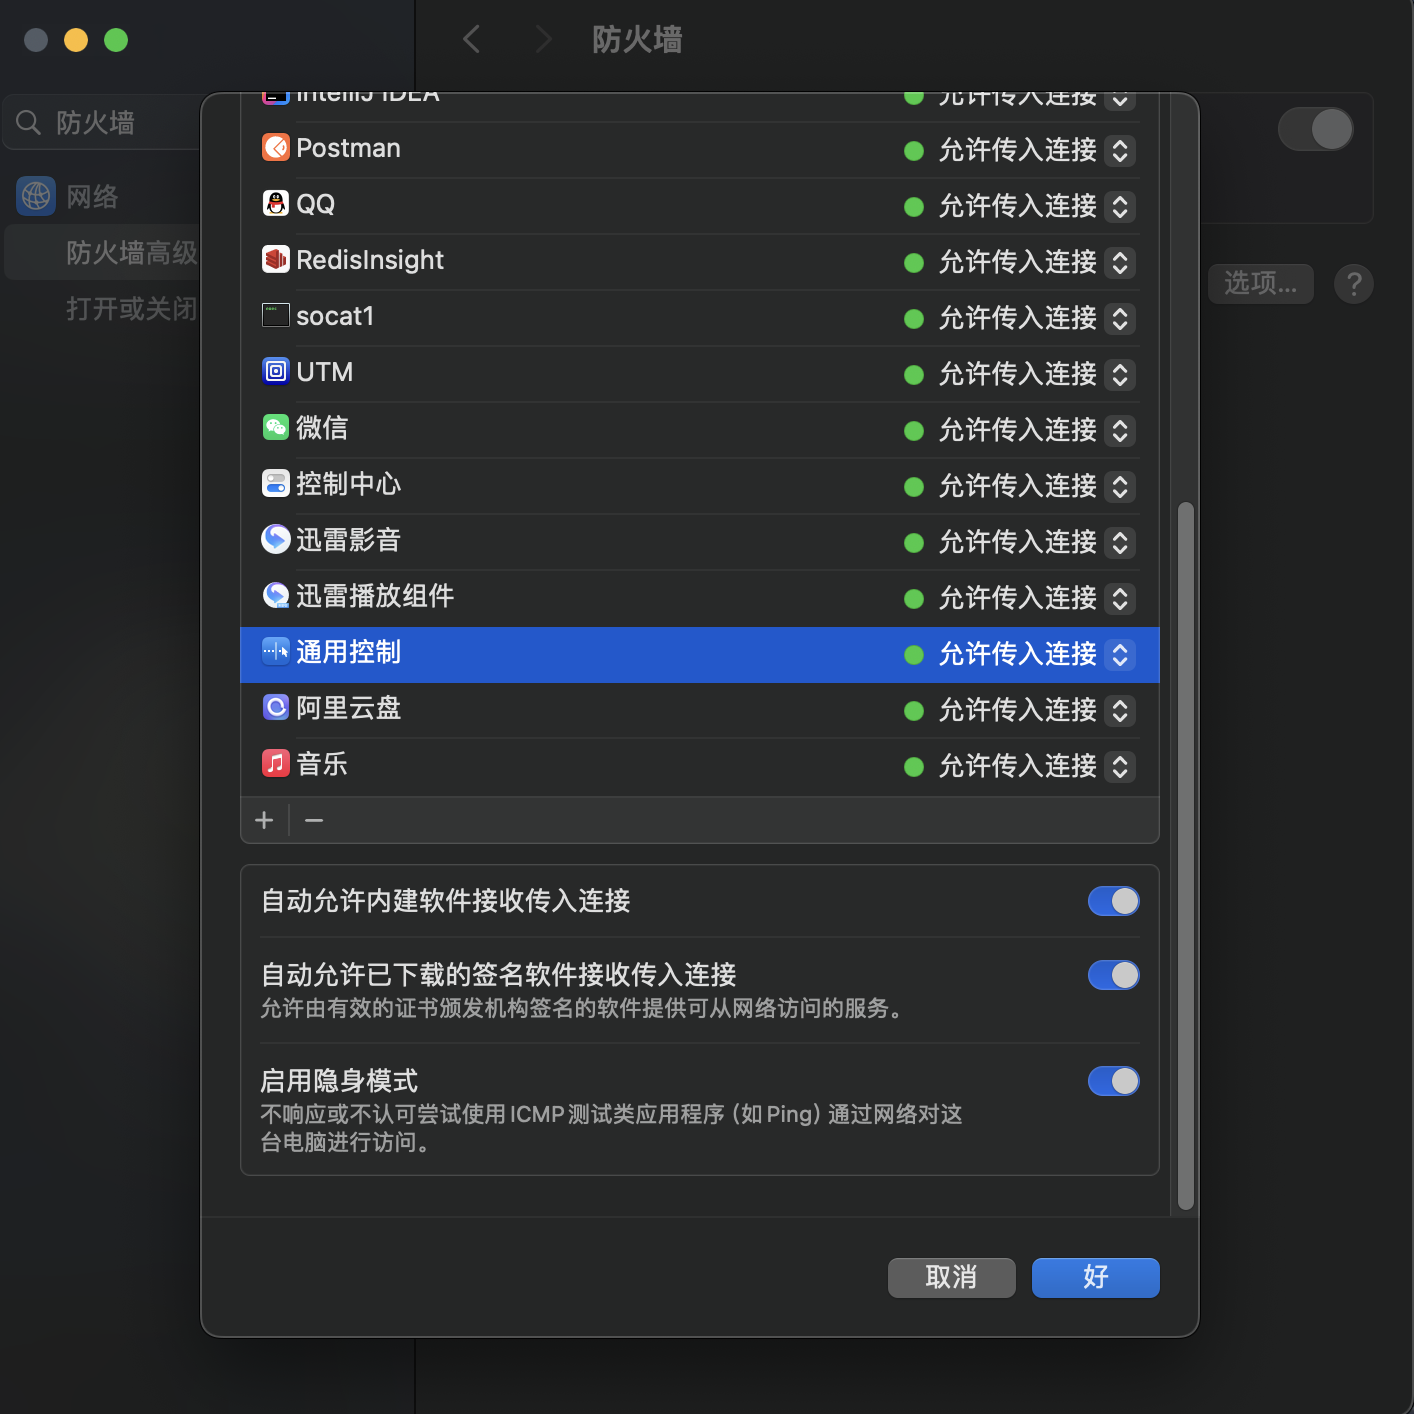 防火墙
防火墙
网络
防火墙高级
打开或关闭
选项...
?
IntelliJ IDEA 允许传入连接
Postman 允许传入连接
QQ 允许传入连接
RedisInsight 允许传入连接
socat1 允许传入连接
UTM 允许传入连接
微信 允许传入连接
控制中心 允许传入连接
迅雷影音 允许传入连接
迅雷播放组件 允许传入连接
通用控制 允许传入连接
阿里云盘 允许传入连接
音乐 允许传入连接
+ −
自动允许内建软件接收传入连接
自动允许已下载的签名软件接收传入连接
允许由有效的证书颁发机构签名的软件提供可从网络访问的服务。
启用隐身模式
不响应或不认可尝试使用 ICMP 测试类应用程序（如 Ping）通过网络对这
台电脑进行访问。
取消 好